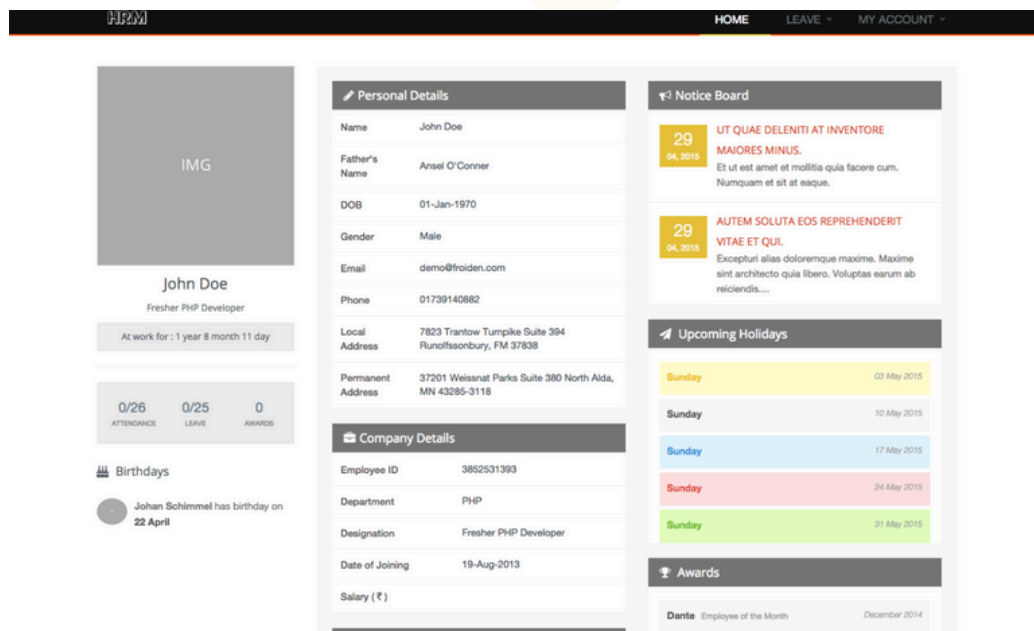 HRM
HOME LEAVE MY ACCOUNT
IMG
John Doe
Fresher PHP Developer
At work for : 1 year 8 month 11 day
0/26 0/25 0
ATTENDANCE LEAVE AWARDS
Birthdays
Johan Schimmel has birthday on
22 April
Personal Details
Name John Doe
Father's
Name
Ansel O'Conner
DOB 01-Jan-1970
Gender Male
Email demo@froiden.com
Phone 01739140882
Local
Address
7823 Trantow Turnpike Suite 394
Runolfssonbury, FM 37838
Permanent
Address
37201 Weissnat Parks Suite 380 North Alda,
MN 43285-3118
Company Details
Employee ID 3852531393
Department PHP
Designation Fresher PHP Developer
Date of Joining 19-Aug-2013
Salary ( ₹ )
Notice Board
29
04, 2015
UT QUAE DELENITI AT INVENTORE
MAIORES MINUS.
Et ut est amet et mollitia quia facere cum.
Numquam et sit at eaque.
29
04, 2015
AUTEM SOLUTA EOS REPREHENDERIT
VITAE ET QUI.
Excepturi alias doloremque maxime. Maxime
sint architecto quia libero. Voluptas earum ab
reiciendis....
Upcoming Holidays
Sunday 03 May 2015
Sunday 10 May 2015
Sunday 17 May 2015
Sunday 24 May 2015
Sunday 31 May 2015
Awards
Dante Employee of the Month December 2014